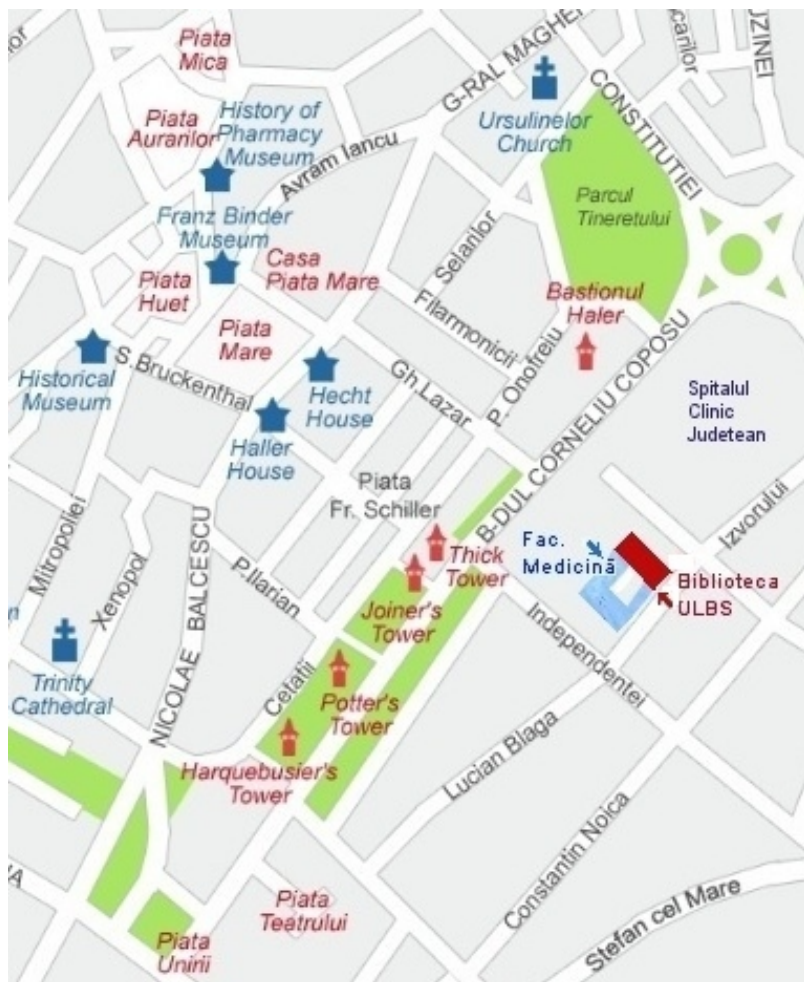 Piata
Mica
UZINEI
G-RAL MAGHE
CONSTITUTIEI
History of
Pharmacy
Museum
Piata
Aurarilor
Ursulinelor
Church
Avram Iancu
Parcul
Tineretului
Franz Binder
Museum
Selarilor
Casa
Piata Mare
Piata
Huet
Bastionul
Haler
Filarmonicii
Piata
Mare
S.Bruckenthal
Historical
Museum
Hecht
House
Gh.Lazar
P. Onofreiu
B-DUL CORNELIU COPOSU
Spitalul
Clinic
Judetean
Haller
House
Piata
Fr. Schiller
Mitropoliei
Xenopol
NICOLAE BALCESCU
P.Ilarian
Thick
Tower
Joiner's
Tower
Izvorului
Fac.
Medicină
Biblioteca
ULBS
Independentei
Trinity
Cathedral
Cetatii
Potter's
Tower
Harquebusier's
Tower
Lucian Blaga
Constantin Noica
Piata
Teatrului
Piata
Unirii
Ștefan cel Mare